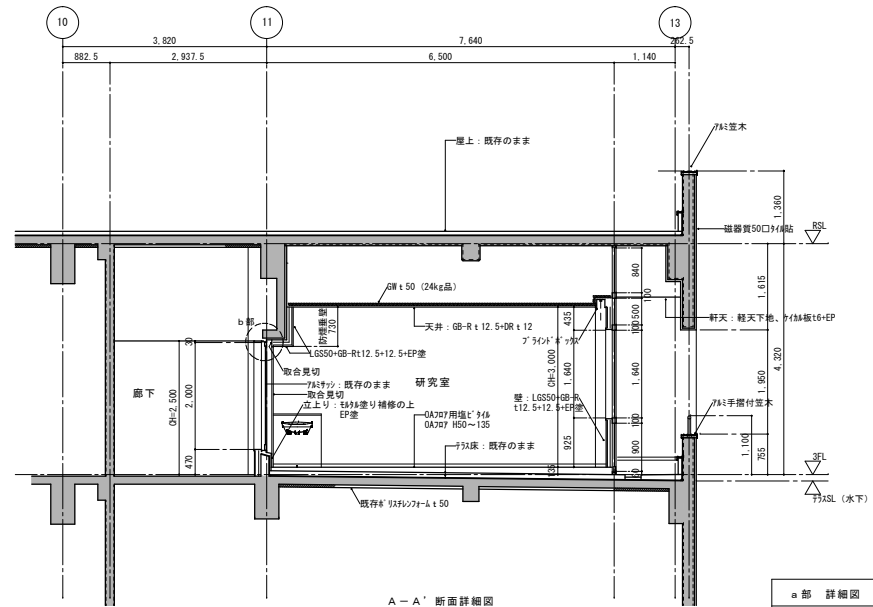 10
11
13
3,820
7,640
262.5
882.5
2,937.5
6,500
1,140
ｱﾙﾐ笠木
屋上：既存のまま
1,360
磁器質50口ﾀｲﾙ貼
RSL
840
GWｔ50（24kg品）
100
1,615
ｂ部
防煙垂壁
730
天井：GB-Rｔ12.5+DRｔ12
435
100
500
軒天：軽天下地、ｹｲｶﾙ板t6+EP
ﾌﾞﾗｲﾝﾄﾞﾎﾞｯｸｽ
4,320
30
LGS50+GB-Rt12.5+12.5+EP塗
取合見切
CH=3,000
1,640
1,640
研究室
廊下
CH=2,500
2,000
ｱﾙﾐｻｯｼ：既存のまま
取合見切
立上り：ﾓﾙﾀﾙ塗り補修の上
EP塗
壁：LGS50+GB-R
t12.5+12.5+EP塗
1,950
ｱﾙﾐ手摺付笠木
OAﾌﾛｱ用塩ﾋﾞﾀｲﾙ
OAﾌﾛｱ H50～135
100
925
900
1,100
755
470
ﾃﾗｽ床：既存のまま
135
3FL
既存ﾎﾟﾘｽﾁﾚﾝﾌｫｰﾑｔ50
ﾃﾗｽSL（水下）
Ａ－Ａ’断面詳細図
ａ部 詳細図